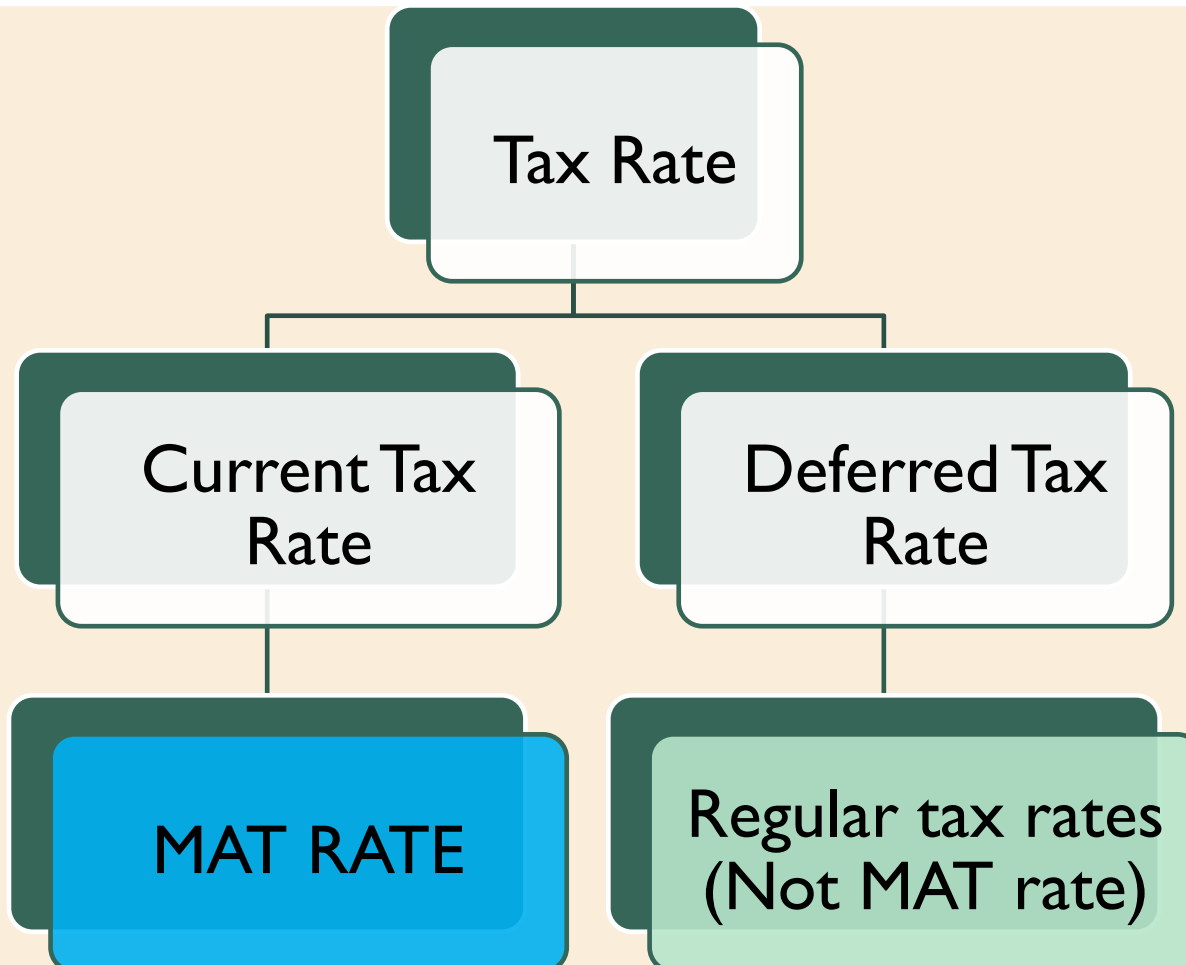 Tax Rate
Current Tax
Rate
Deferred Tax
Rate
MAT RATE
Regular tax rates
(Not MAT rate)